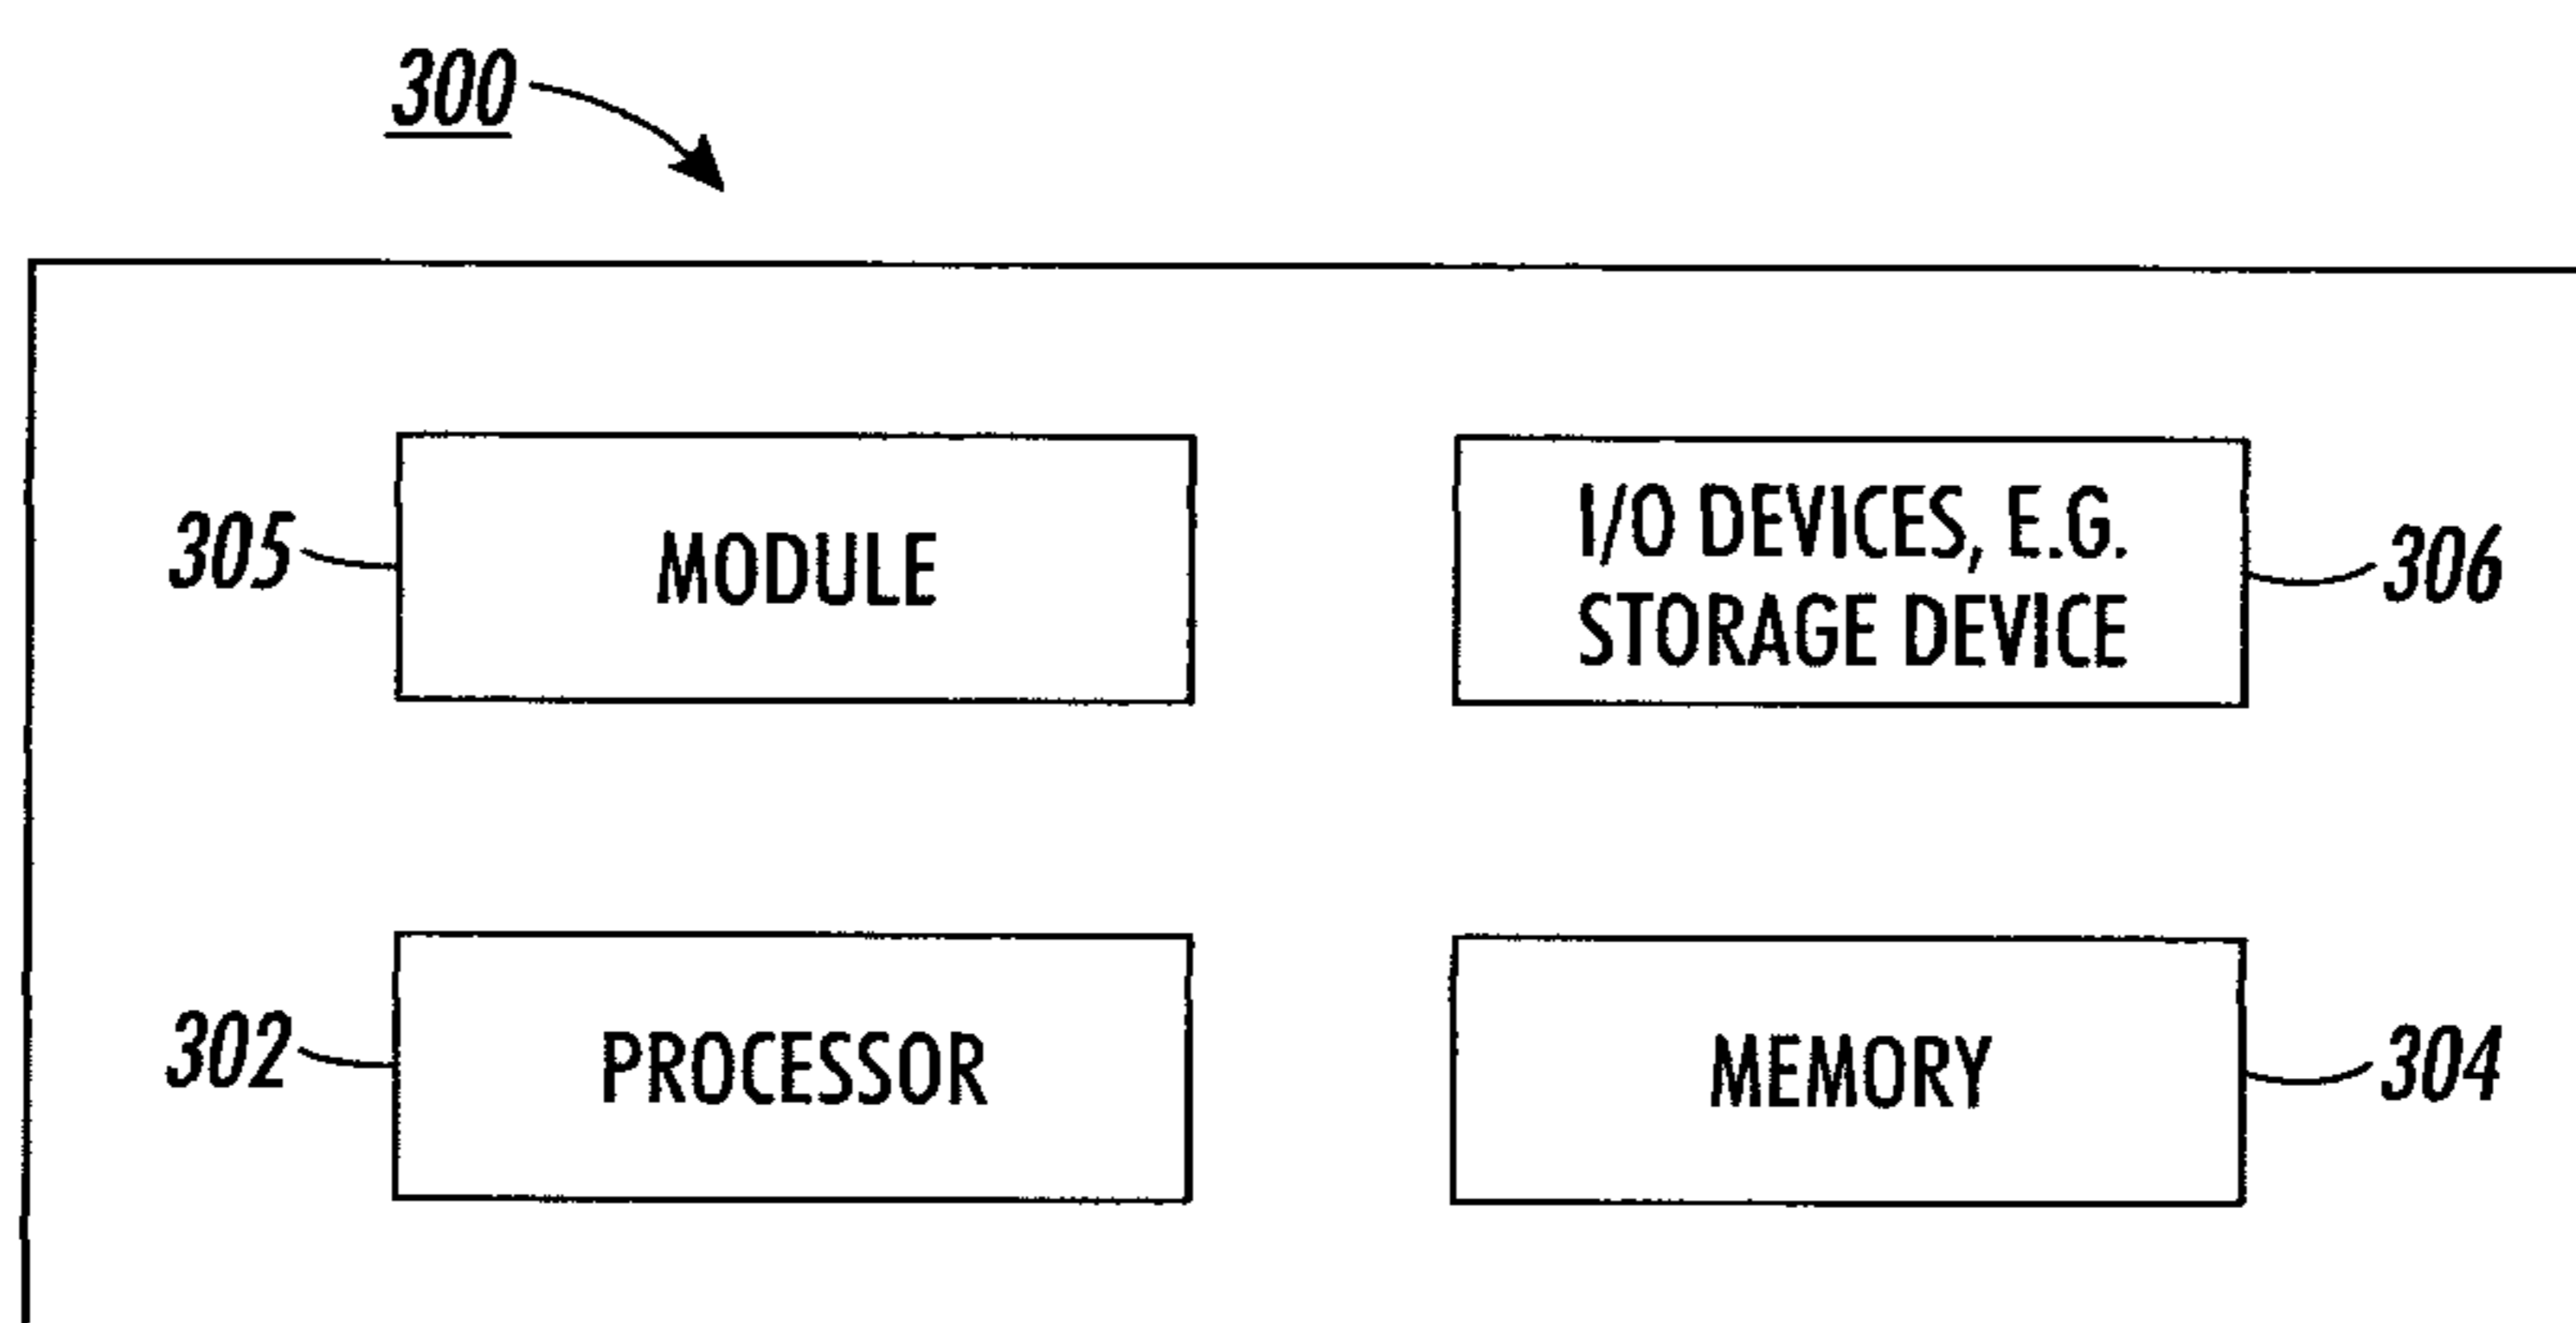 300
305
MODULE
I/O DEVICES, E.G.
STORAGE DEVICE
306
302
PROCESSOR
MEMORY
304